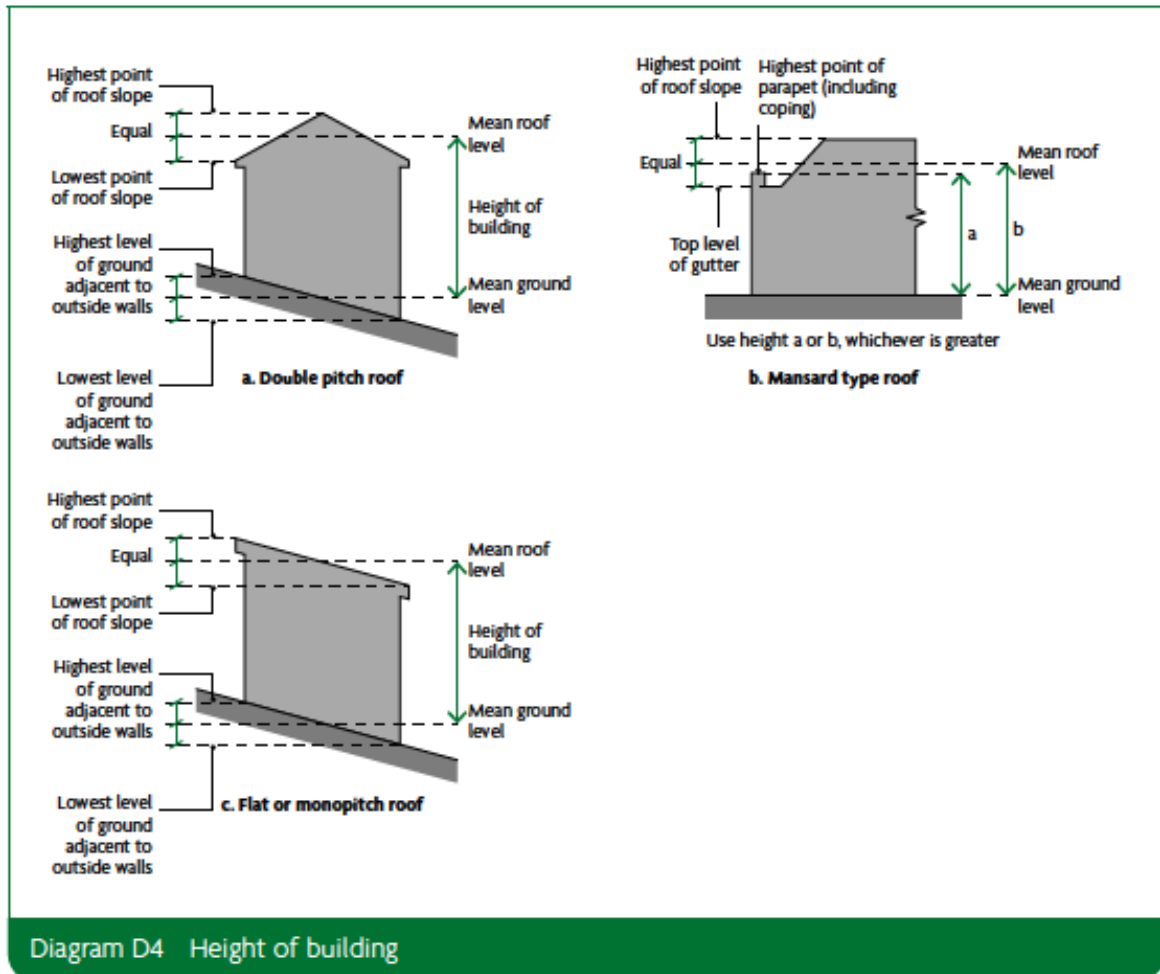 Highest point
of roof slope
Equal
Lowest point
of roof slope
Highest level
of ground
adjacent to
outside walls
Lowest level
of ground
adjacent to
outside walls
Mean roof
level
Height of
building
Mean ground
level
a. Double pitch roof
Highest point
of roof slope
Highest point of
parapet (including
coping)
Equal
Top level
of gutter
Mean roof
level
a
b
Mean ground
level
Use height a or b, whichever is greater
b. Mansard type roof
Highest point
of roof slope
Equal
Lowest point
of roof slope
Highest level
of ground
adjacent to
outside walls
Lowest level
of ground
adjacent to
outside walls
Mean roof
level
Height of
building
Mean ground
level
c. Flat or monopitch roof
Diagram D4 Height of building